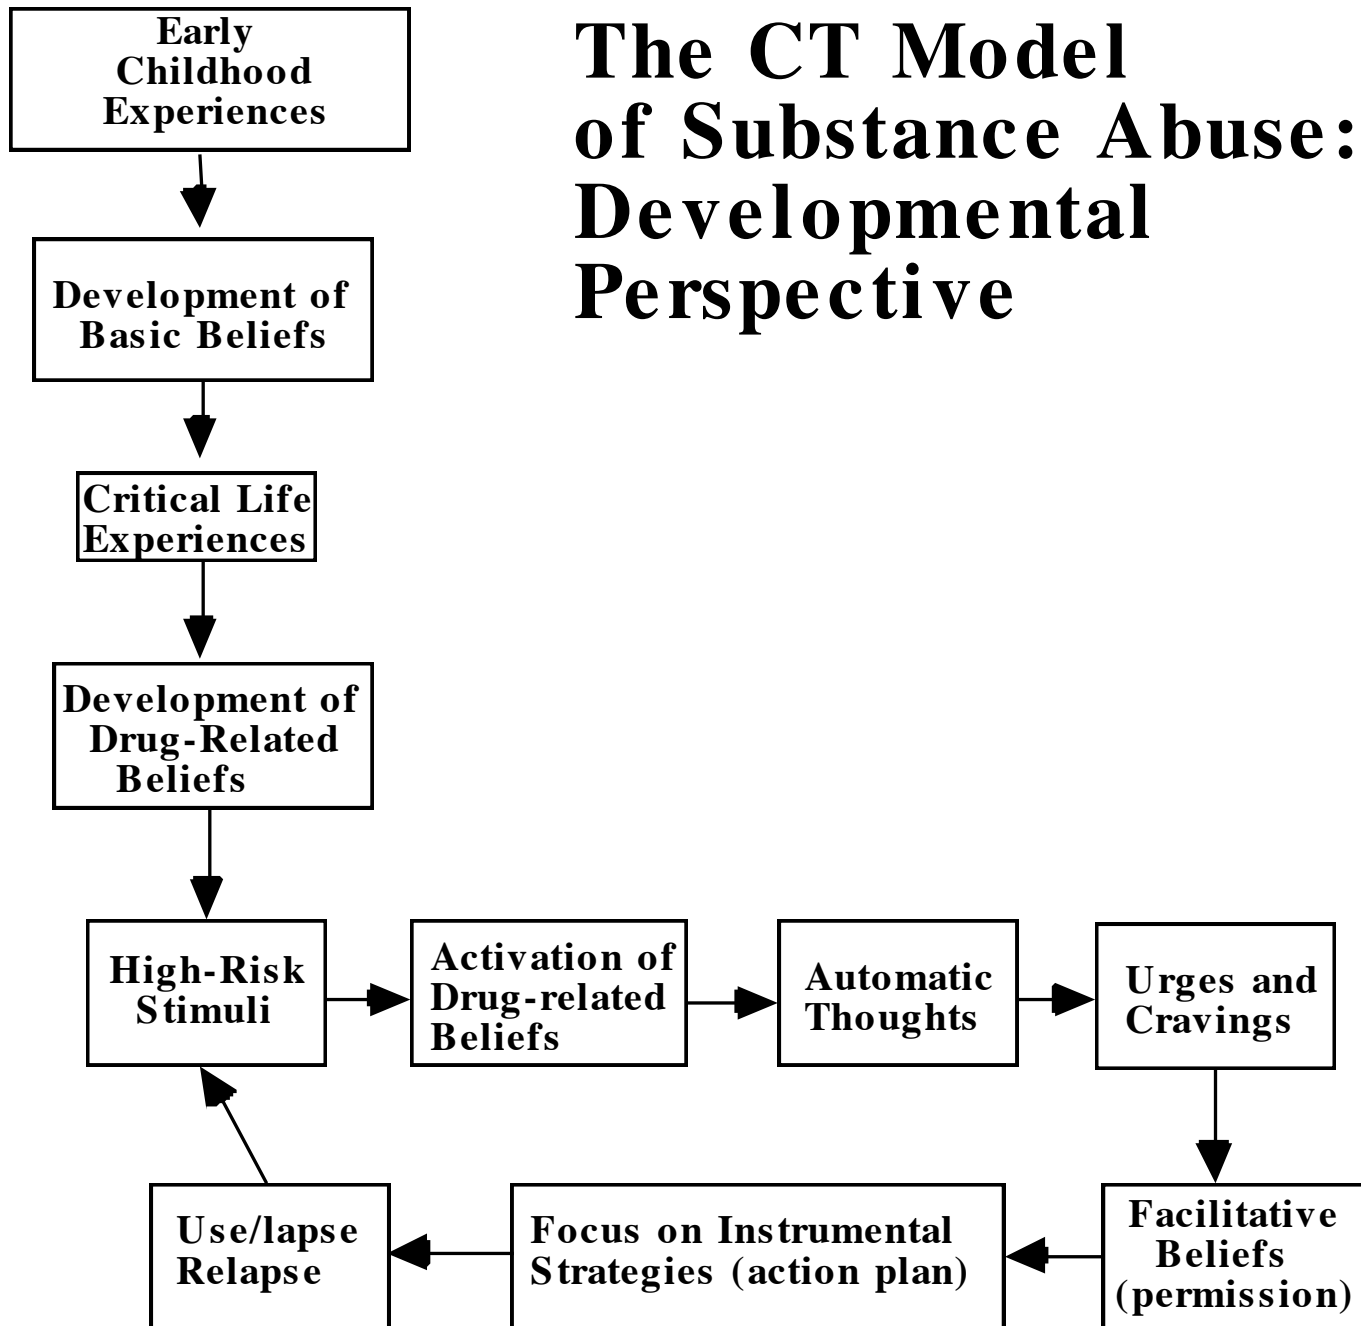 The CT Model
of Substance Abuse:
Developmental
Perspective
Early
Childhood
Experiences
Development of
Basic Beliefs
Critical Life
Experiences
Development of
Drug-Related
Beliefs
High-Risk
Stimuli
Activation of
Drug-related
Beliefs
Automatic
Thoughts
Urges and
Cravings
Facilitative
Beliefs
(permission)
Focus on Instrumental
Strategies (action plan)
Use/lapse
Relapse